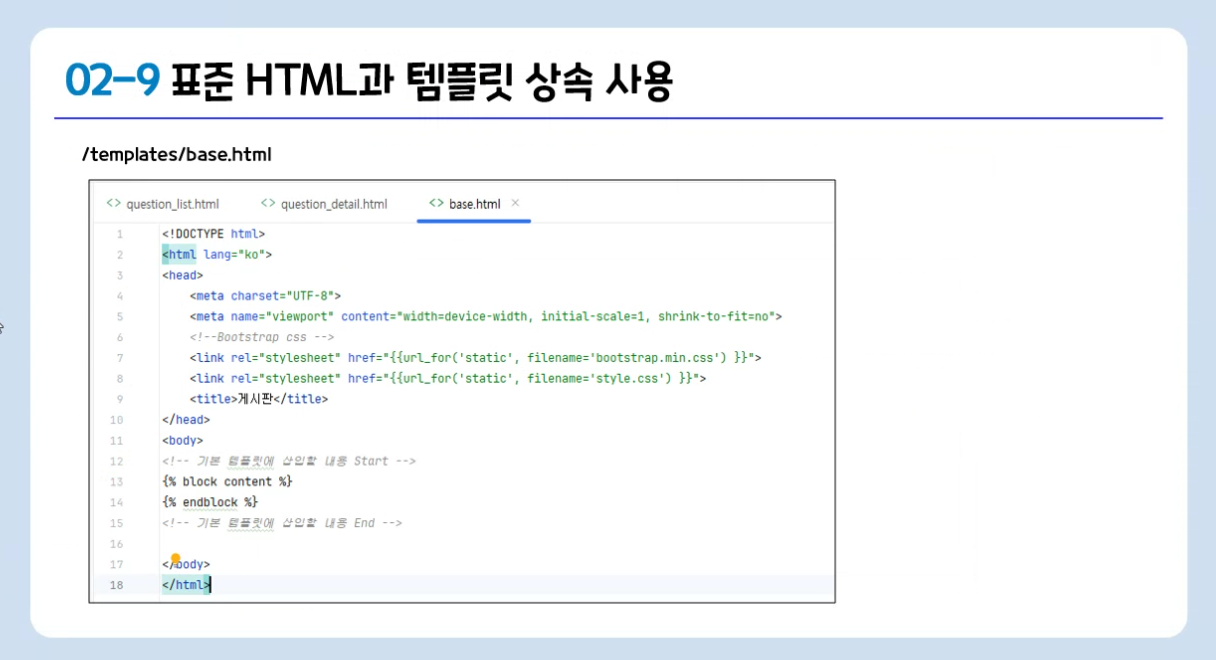 02-9 표준 HTML과 템플릿 상속 사용
/templates/base.html
<> question_list.html <> question_detail.html <> base.html ×
1 <!DOCTYPE html>
2 <html lang="ko">
3 <head>
4 <meta charset="UTF-8">
5 <meta name="viewport" content="width=device-width, initial-scale=1, shrink-to-fit=no">
6 <!--Bootstrap css -->
7 <link rel="stylesheet" href="{{url_for('static', filename='bootstrap.min.css') }}">
8 <link rel="stylesheet" href="{{url_for('static', filename='style.css') }}">
9 <title>게시판</title>
10 </head>
11 <body>
12 <!-- 기본 템플릿에 삽입할 내용 Start -->
13 {% block content %}
14 {% endblock %}
15 <!-- 기본 템플릿에 삽입할 내용 End -->
16
17 </body>
18 </html>